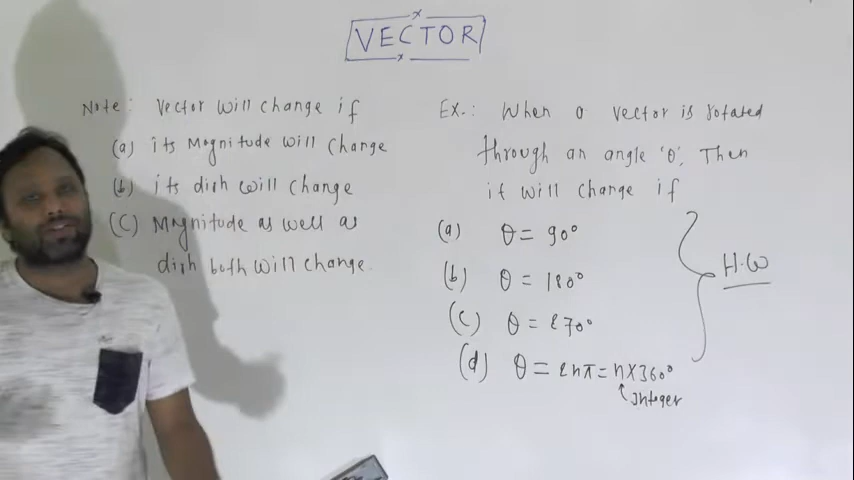 VECTOR
Note: Vector will change if
(a) its Magnitude will change
(b) its dirn will change
(c) Magnitude as well as
dirn both will change.
Ex.: When a vector is rotated
through an angle 'θ', Then
it will change if
(a) θ = 90°
(b) θ = 180°
(c) θ = 270°
(d) θ = 2nπ = n×360°
Integer
H.W